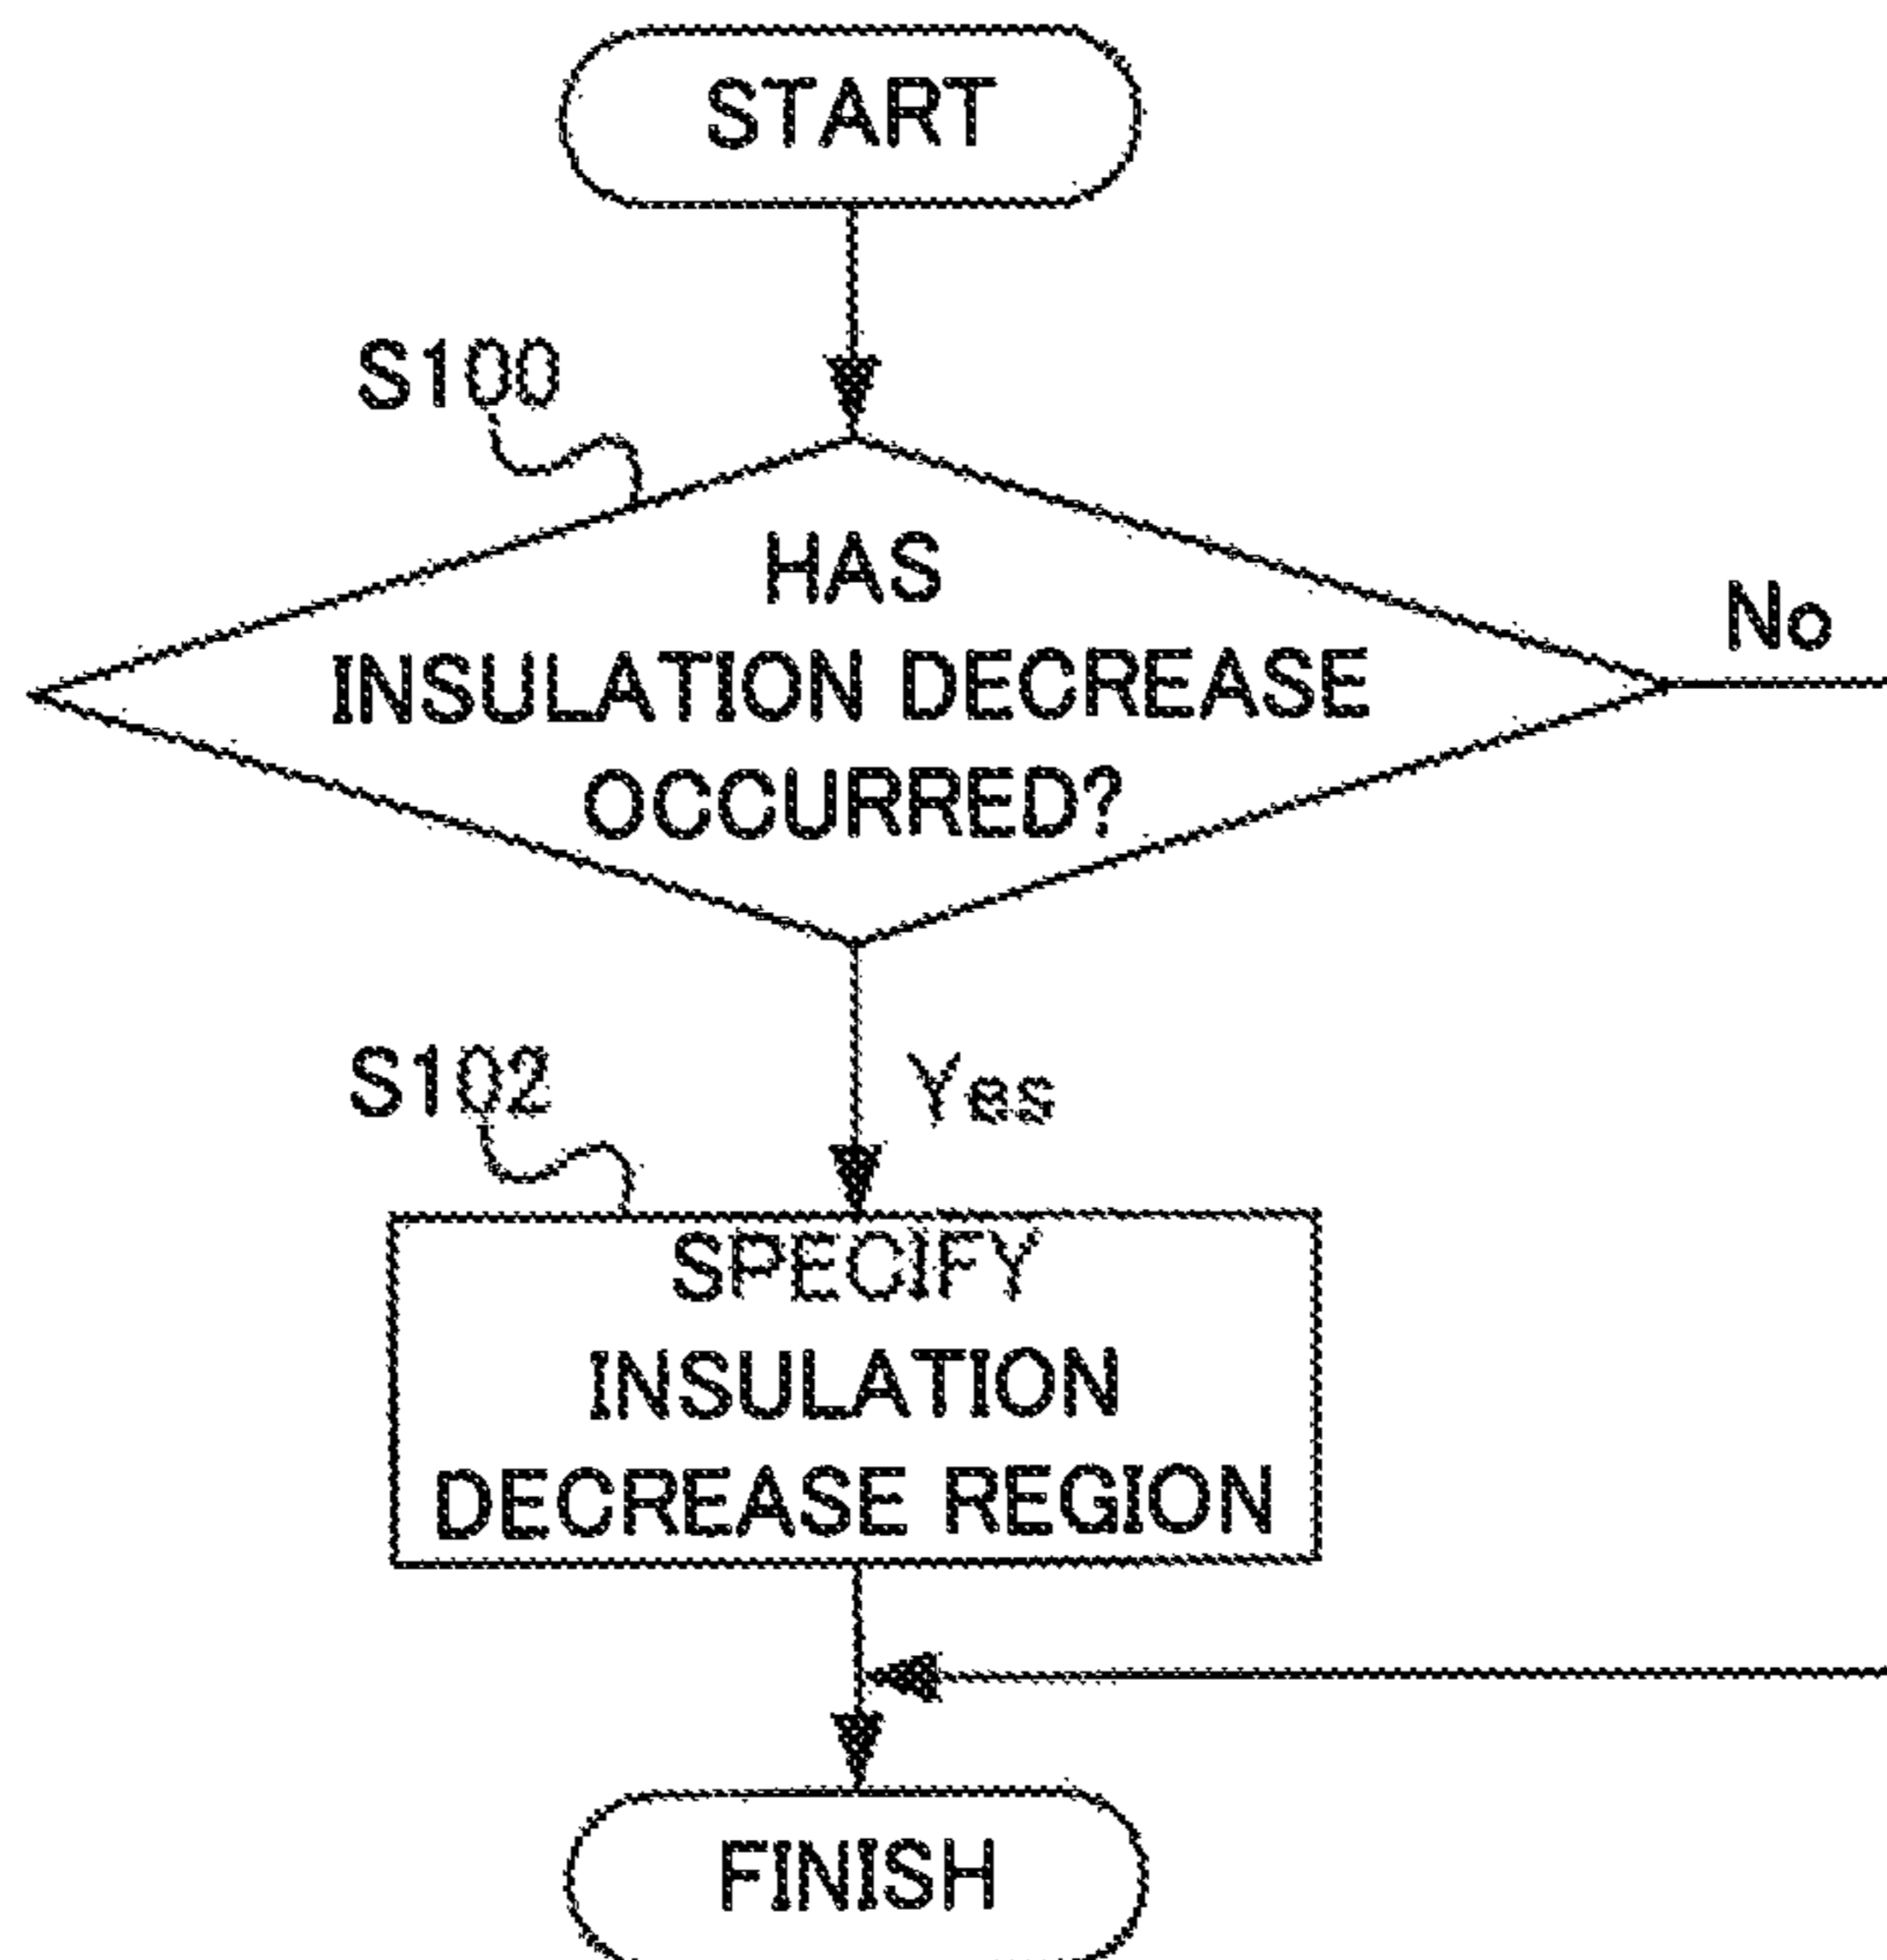 START
S100
HAS
INSULATION DECREASE
OCCURRED?
No
S102
Yes
SPECIFY
INSULATION
DECREASE REGION
FINISH